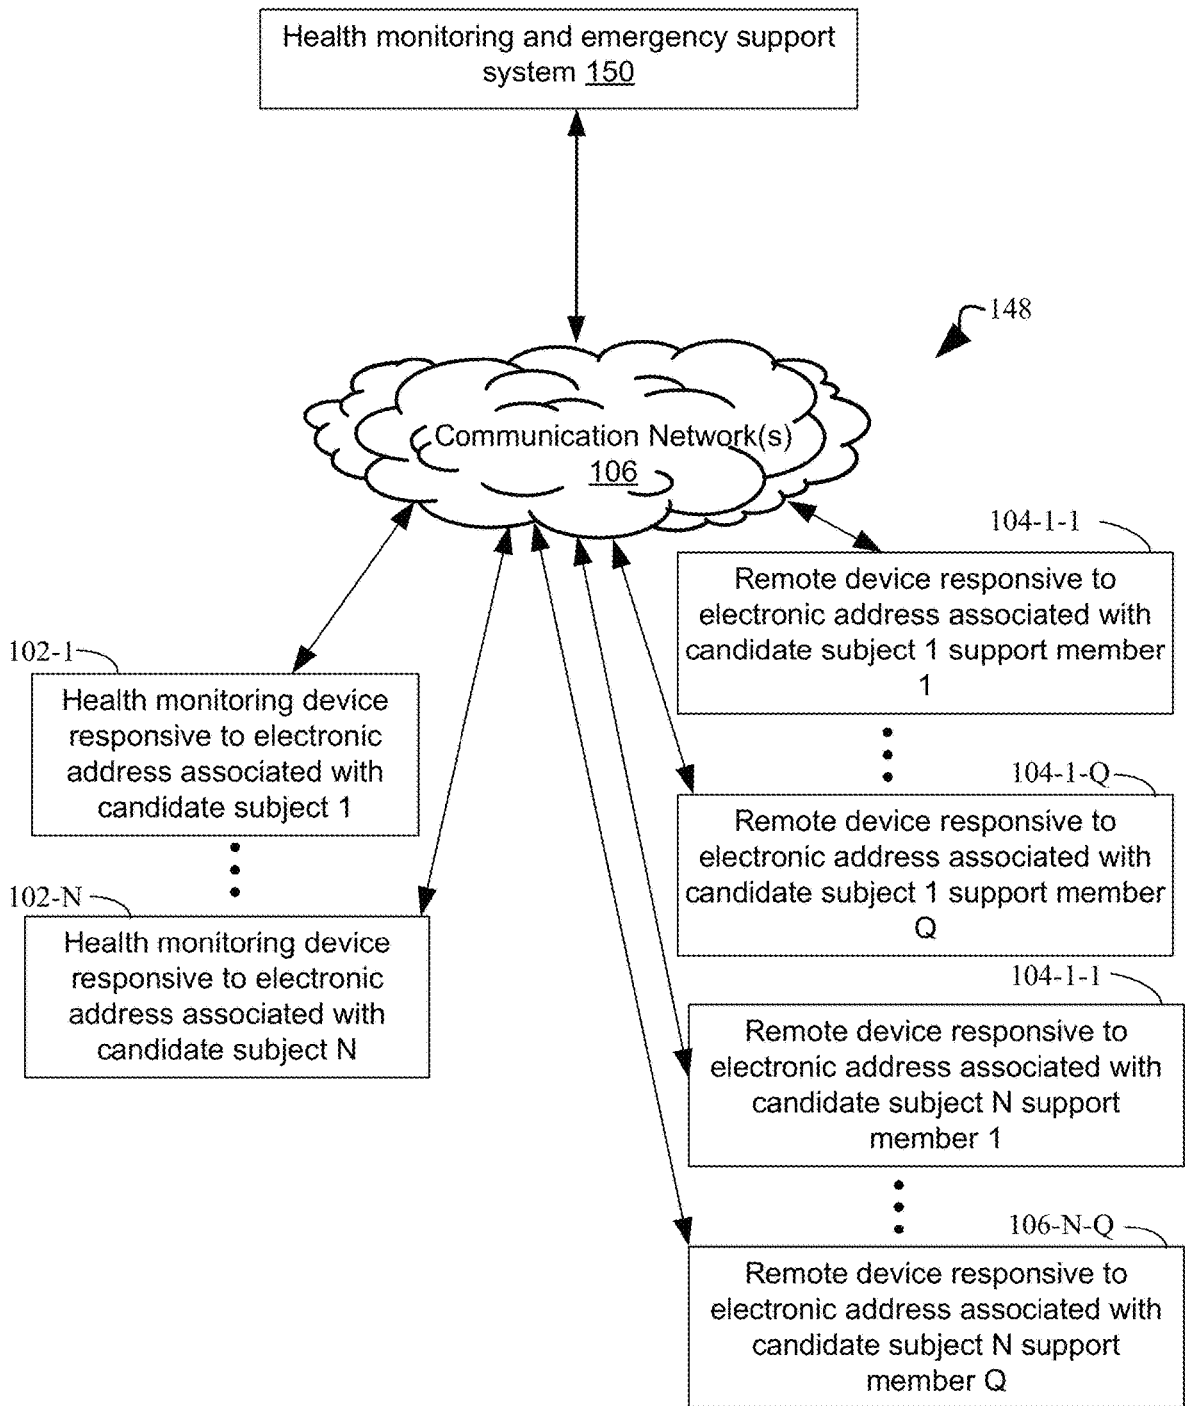 Health monitoring and emergency support
system 150
148
Communication Network(s)
106
102-1
Health monitoring device
responsive to electronic
address associated with
candidate subject 1
102-N
Health monitoring device
responsive to electronic
address associated with
candidate subject N
104-1-1
Remote device responsive to
electronic address associated with
candidate subject 1 support member
1
104-1-Q
Remote device responsive to
electronic address associated with
candidate subject 1 support member
Q
104-1-1
Remote device responsive to
electronic address associated with
candidate subject N support
member 1
106-N-Q
Remote device responsive to
electronic address associated with
candidate subject N support
member Q